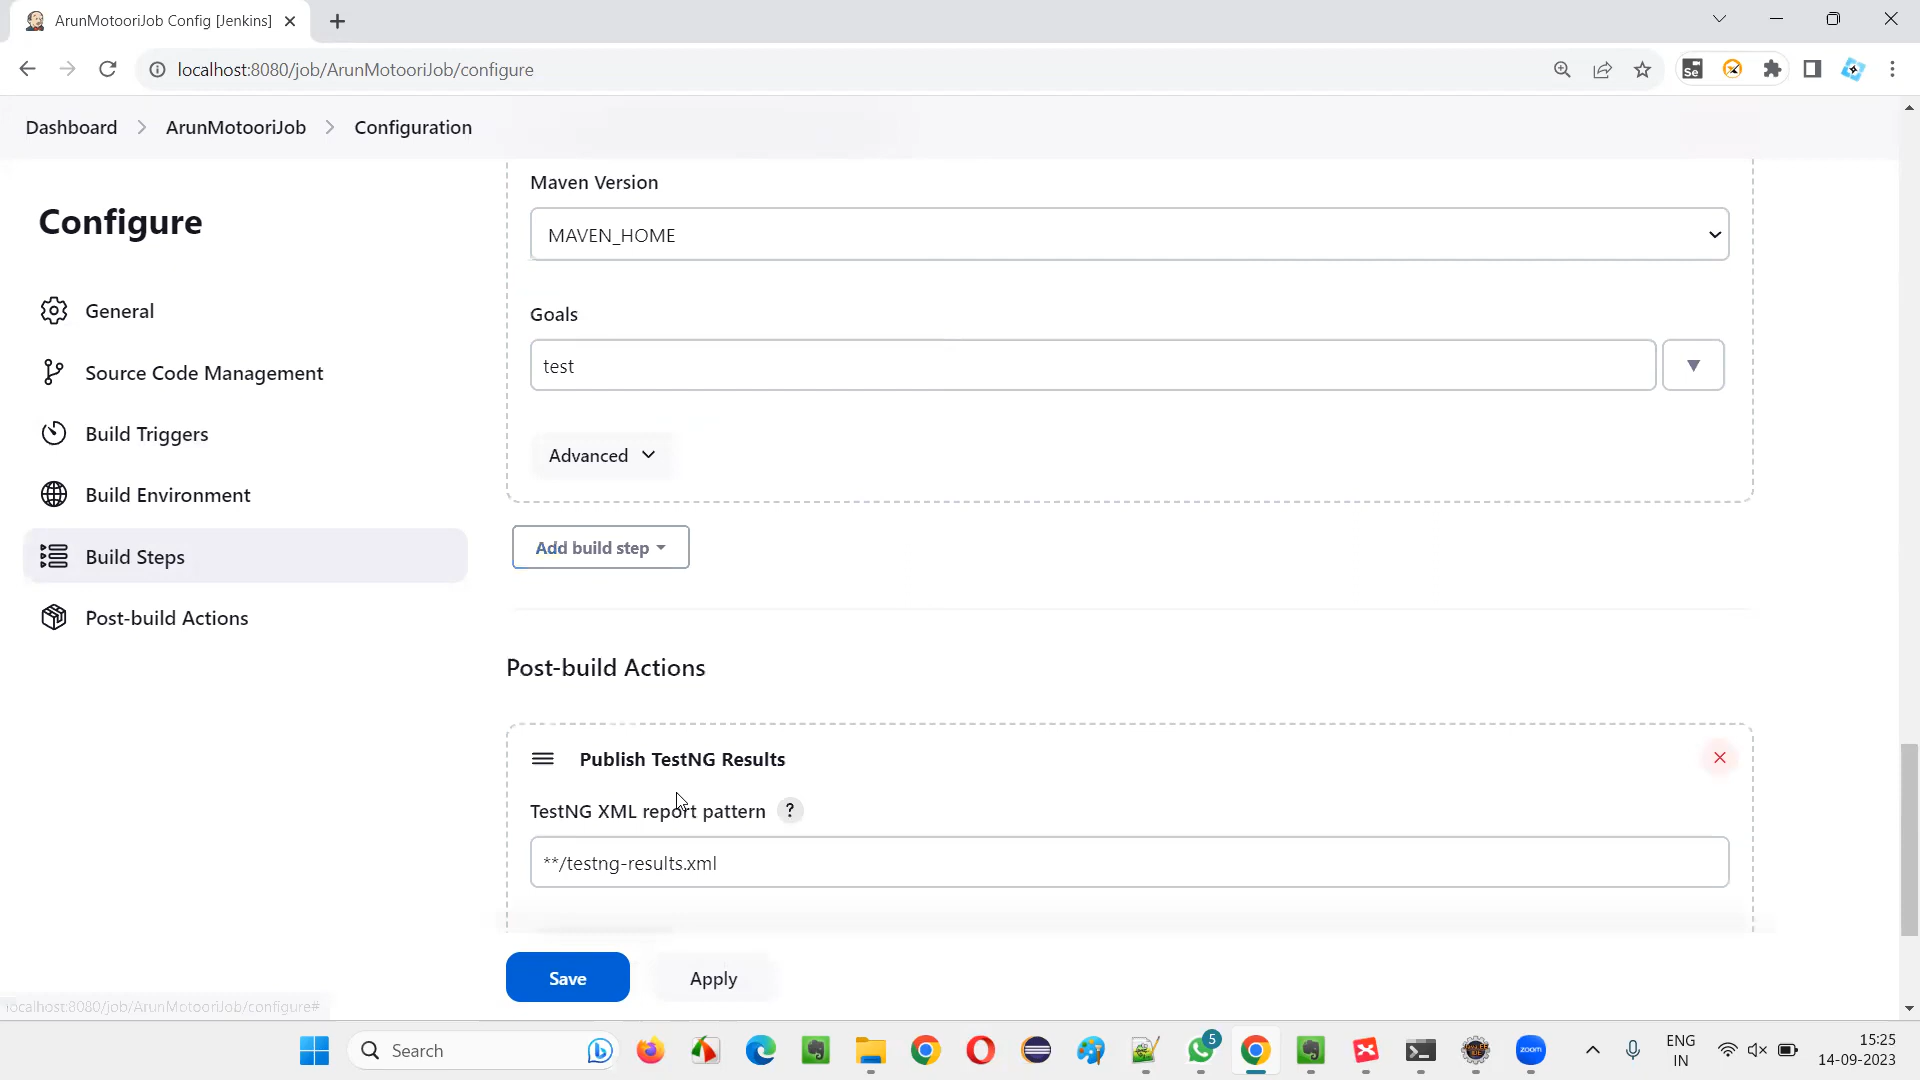 ArunMotooriJob Config [Jenkins]
localhost:8080/job/ArunMotooriJob/configure
Dashboard
ArunMotooriJob
Configuration
Configure
General
Source Code Management
Build Triggers
Build Environment
Build Steps
Post-build Actions
Maven Version
MAVEN_HOME
Goals
test
Advanced
Add build step
Post-build Actions
Publish TestNG Results
TestNG XML report pattern ?
**/testng-results.xml
Save
Apply
localhost:8080/job/ArunMotooriJob/configure#
Search
5
zoom
ENG
IN
15:25
14-09-2023
Se